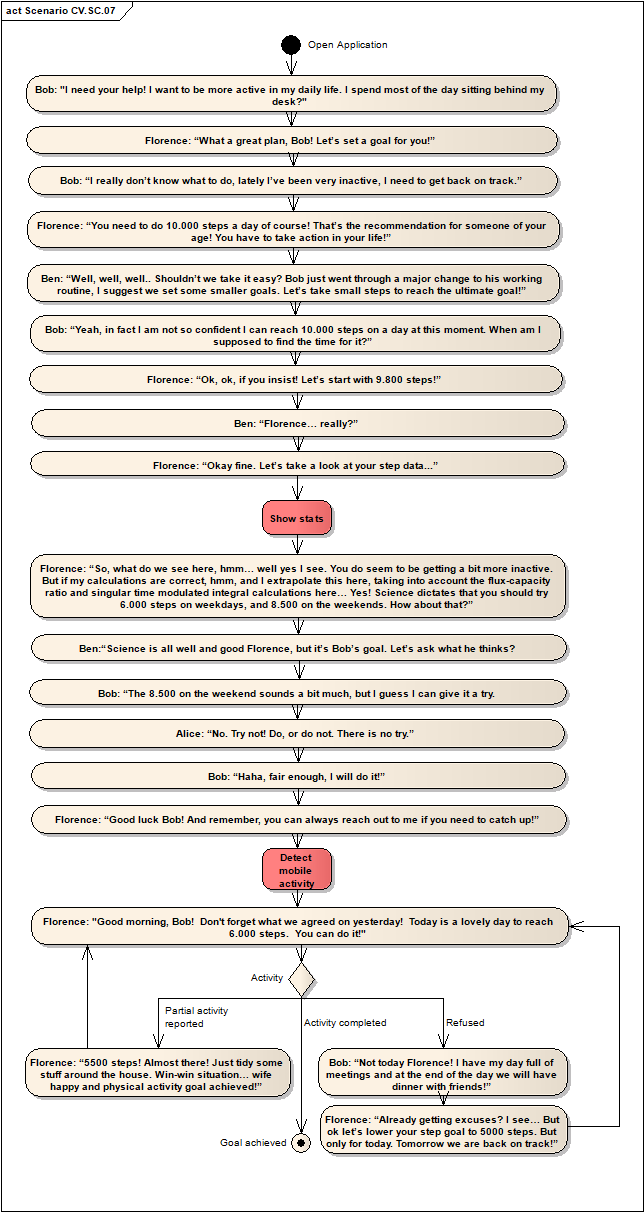 act Scenario CV.SC.07
Open Application
Bob: "I need your help! I want to be more active in my daily life. I spend most of the day sitting behind my
desk?"
Florence: “What a great plan, Bob! Let’s set a goal for you!”
Bob: “I really don’t know what to do, lately I’ve been very inactive, I need to get back on track.”
Florence: “You need to do 10.000 steps a day of course! That’s the recommendation for someone of your
age! You have to take action in your life!”
Ben: “Well, well, well.. Shouldn’t we take it easy? Bob just went through a major change to his working
routine, I suggest we set some smaller goals. Let’s take small steps to reach the ultimate goal!”
Bob: “Yeah, in fact I am not so confident I can reach 10.000 steps on a day at this moment. When am I
supposed to find the time for it?”
Florence: “Ok, ok, if you insist! Let’s start with 9.800 steps!”
Ben: “Florence… really?”
Florence: “Okay fine. Let’s take a look at your step data...”
Show stats
Florence: “So, what do we see here, hmm… well yes I see. You do seem to be getting a bit more inactive.
But if my calculations are correct, hmm, and I extrapolate this here, taking into account the flux-capacity
ratio and singular time modulated integral calculations here… Yes! Science dictates that you should try
6.000 steps on weekdays, and 8.500 on the weekends. How about that?”
Ben:“Science is all well and good Florence, but it’s Bob’s goal. Let’s ask what he thinks?
Bob: “The 8.500 on the weekend sounds a bit much, but I guess I can give it a try.
Alice: “No. Try not! Do, or do not. There is no try.”
Bob: “Haha, fair enough, I will do it!”
Florence: “Good luck Bob! And remember, you can always reach out to me if you need to catch up!”
Detect
mobile
activity
Florence: "Good morning, Bob!  Don't forget what we agreed on yesterday!  Today is a lovely day to reach
6.000 steps.  You can do it!"
Activity
Partial activity
reported
Activity completed
Refused
Florence: “5500 steps! Almost there! Just tidy some
stuff around the house. Win-win situation… wife
happy and physical activity goal achieved!”
Bob: “Not today Florence! I have my day full of
meetings and at the end of the day we will have
dinner with friends!”
Florence: “Already getting excuses? I see… But
ok let’s lower your step goal to 5000 steps. But
only for today. Tomorrow we are back on track!”
Goal achieved